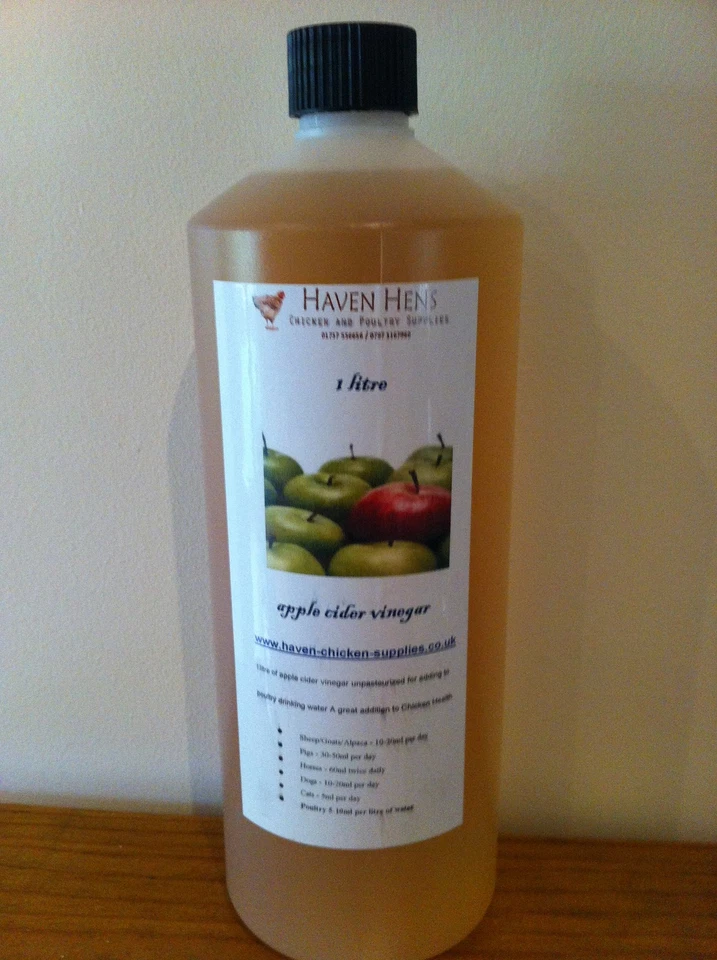 HAVEN HENS
CHICKEN AND POULTRY SUPPLIES
1 litre
apple cider vinegar
www.haven-chicken-supplies.co.uk
1litre of apple cider vinegar unpasteurized for adding to
poultry drinking water A great addition to Chicken Health
Sheep/Goats/Alpaca - 10-20ml per day
Pigs - 30-50ml per day
Horses - 60ml twice daily
Dogs - 10-20ml per day
Cats - 5ml per day
Poultry 5-10ml per litre of water